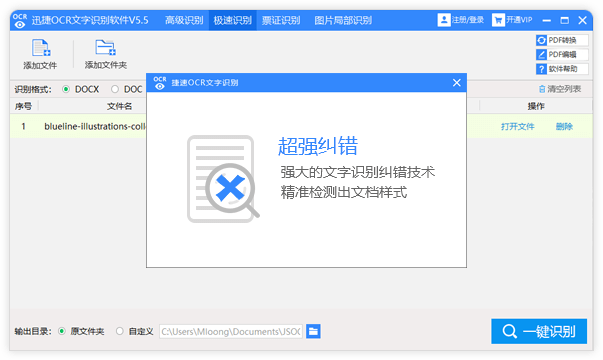 OCR 迅捷OCR文字识别软件V5.5 高级识别 极速识别 票证识别 图片局部识别 注册/登录 开通VIP
添加文件 添加文件夹
PDF转换
PDF编辑
软件帮助
识别格式： DOCX DOC 清空列表
序号 文件名 操作
1 blueline-illustrations-coll 打开文件 删除
OCR 捷速OCR文字识别
超强纠错
强大的文字识别纠错技术
精准检测出文档样式
输出目录： 原文件夹 自定义 C:\Users\Mloong\Documents\JSOC 一键识别